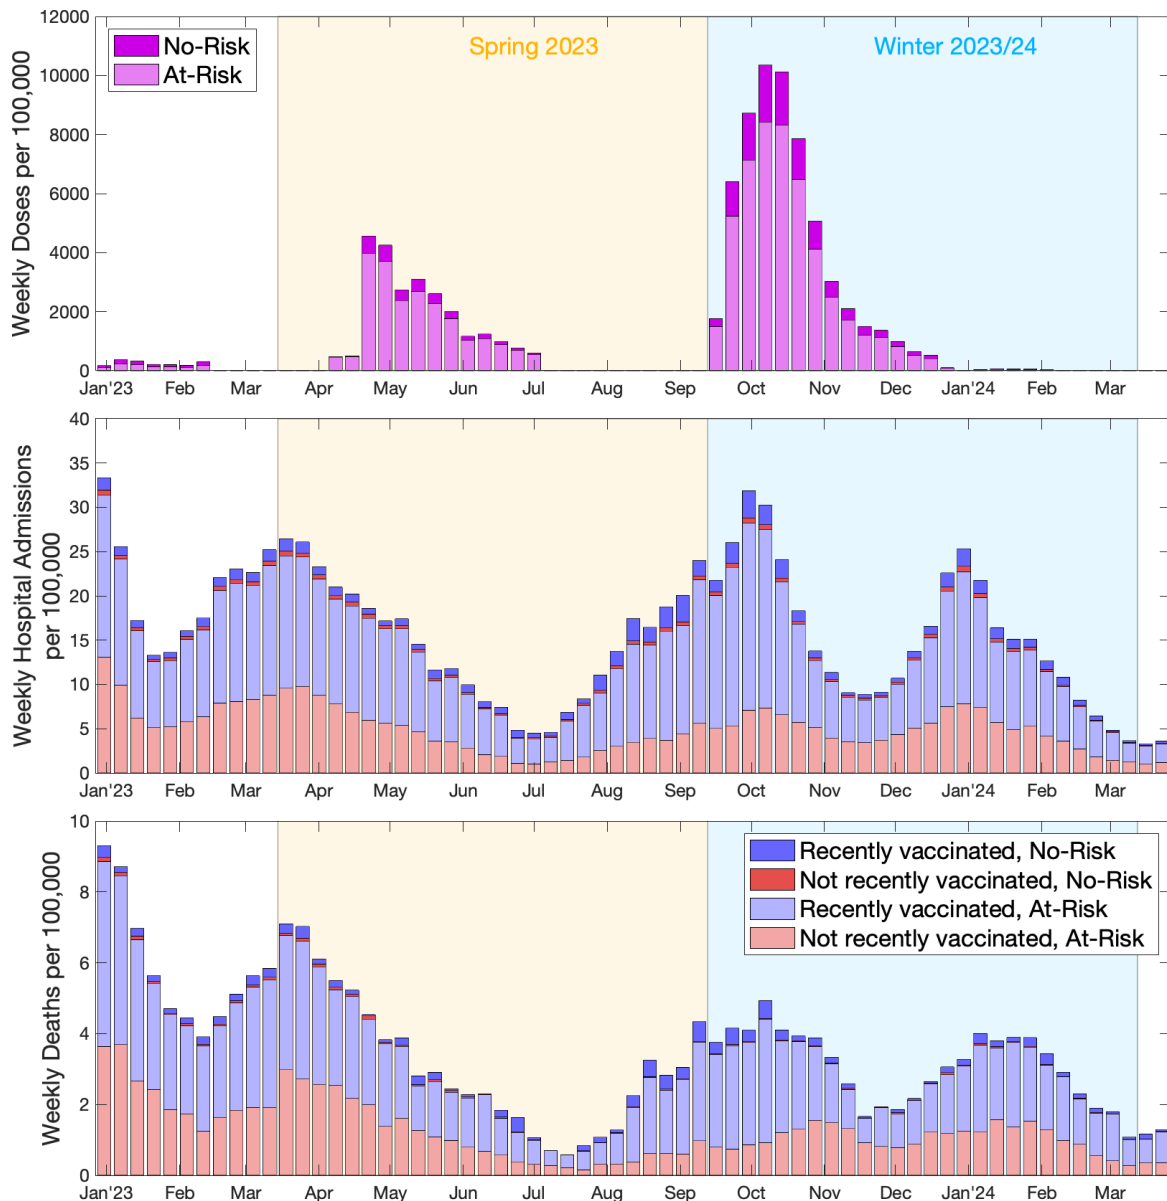 Weekly Doses per 100,000
12000
10000
8000
6000
4000
2000
0
No-Risk
At-Risk
Spring 2023
Winter 2023/24
Jan'23 Feb Mar Apr May Jun Jul Aug Sep Oct Nov Dec Jan'24 Feb Mar
Weekly Hospital Admissions
per 100,000
40
35
30
25
20
15
10
5
0
Jan'23 Feb Mar Apr May Jun Jul Aug Sep Oct Nov Dec Jan'24 Feb Mar
Weekly Deaths per 100,000
10
8
6
4
2
0
Recently vaccinated, No-Risk
Not recently vaccinated, No-Risk
Recently vaccinated, At-Risk
Not recently vaccinated, At-Risk
Jan'23 Feb Mar Apr May Jun Jul Aug Sep Oct Nov Dec Jan'24 Feb Mar